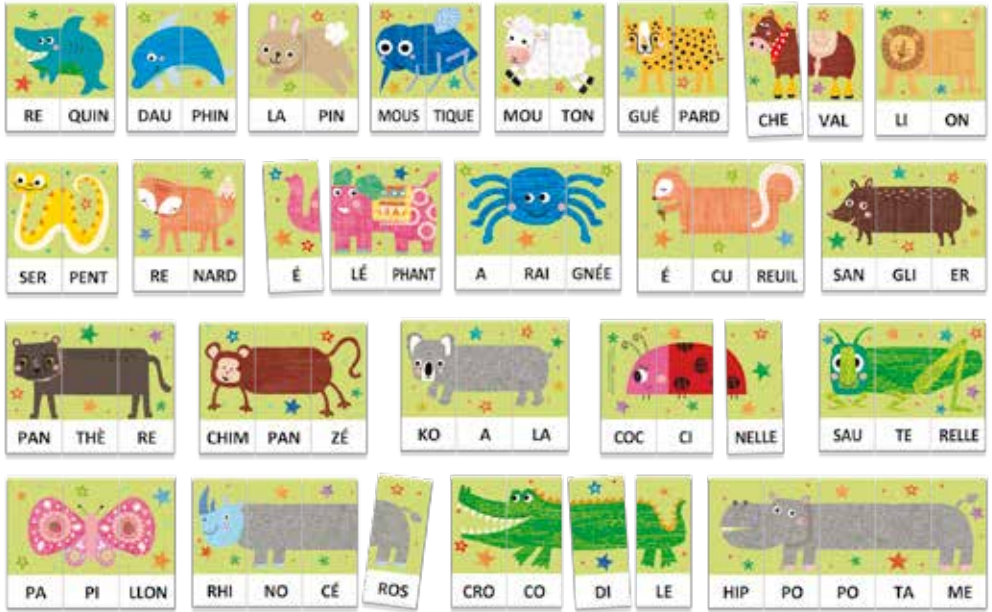 RE QUIN DAU PHIN LA PIN MOUS TIQUE MOU TON GUÉ PARD CHE VAL LI ON
SER PENT RE NARD É LÉ PHANT A RAI GNÉE É CU REUIL SAN GLI ER
PAN THÈ RE CHIM PAN ZÉ KO A LA COC CI NELLE SAU TE RELLE
PA PI LLON RHI NO CÉ ROS CRO CO DI LE HIP PO PO TA ME